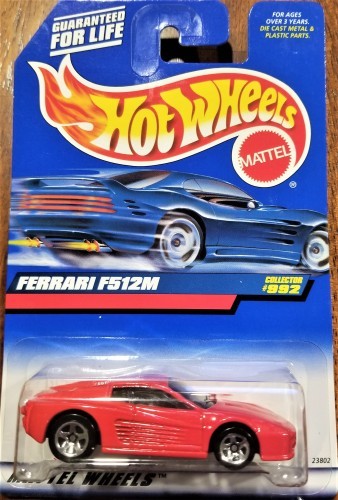 GUARANTEED
FOR LIFE
FOR AGES
OVER 3 YEARS.
DIE CAST METAL &
PLASTIC PARTS.
HOT WHEELS
MATTEL
®
FERRARI F512M
COLLECTOR
#992
23802
WHEELS™